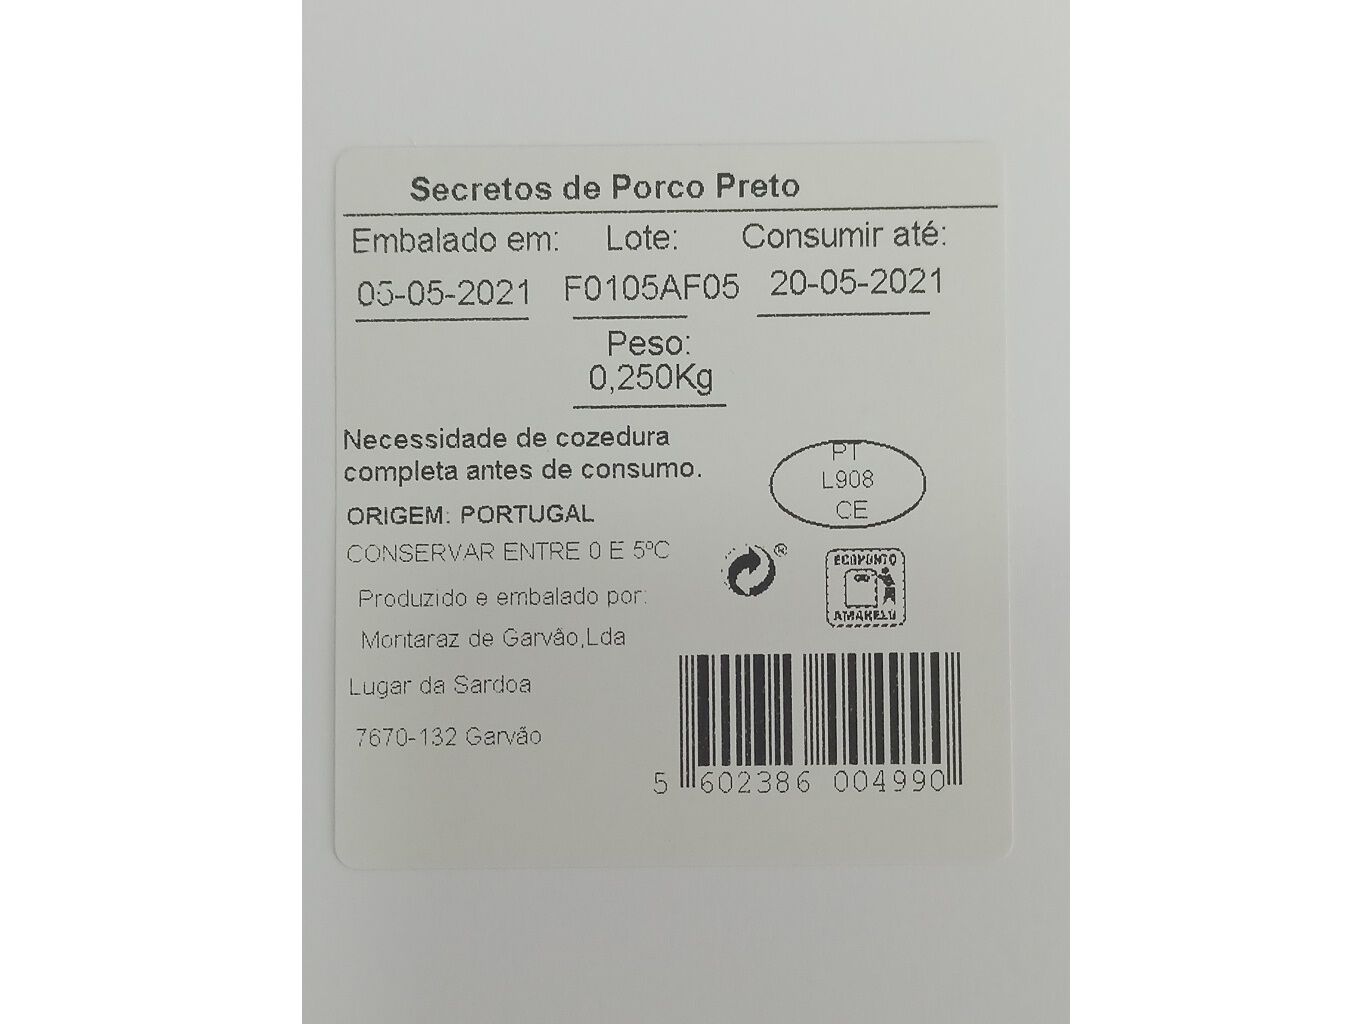 Secretos de Porco Preto
Embalado em: Lote: Consumir até:
05-05-2021 F0105AF05 20-05-2021
Peso:
0,250Kg
Necessidade de cozedura
completa antes de consumo.
PT
L908
CE
ORIGEM: PORTUGAL
CONSERVAR ENTRE 0 E 5ºC
®
ECOPONTO
AMARELO
Produzido e embalado por:
Montaraz de Garvão,Lda
Lugar da Sardoa
7670-132 Garvão
5 602386 004990